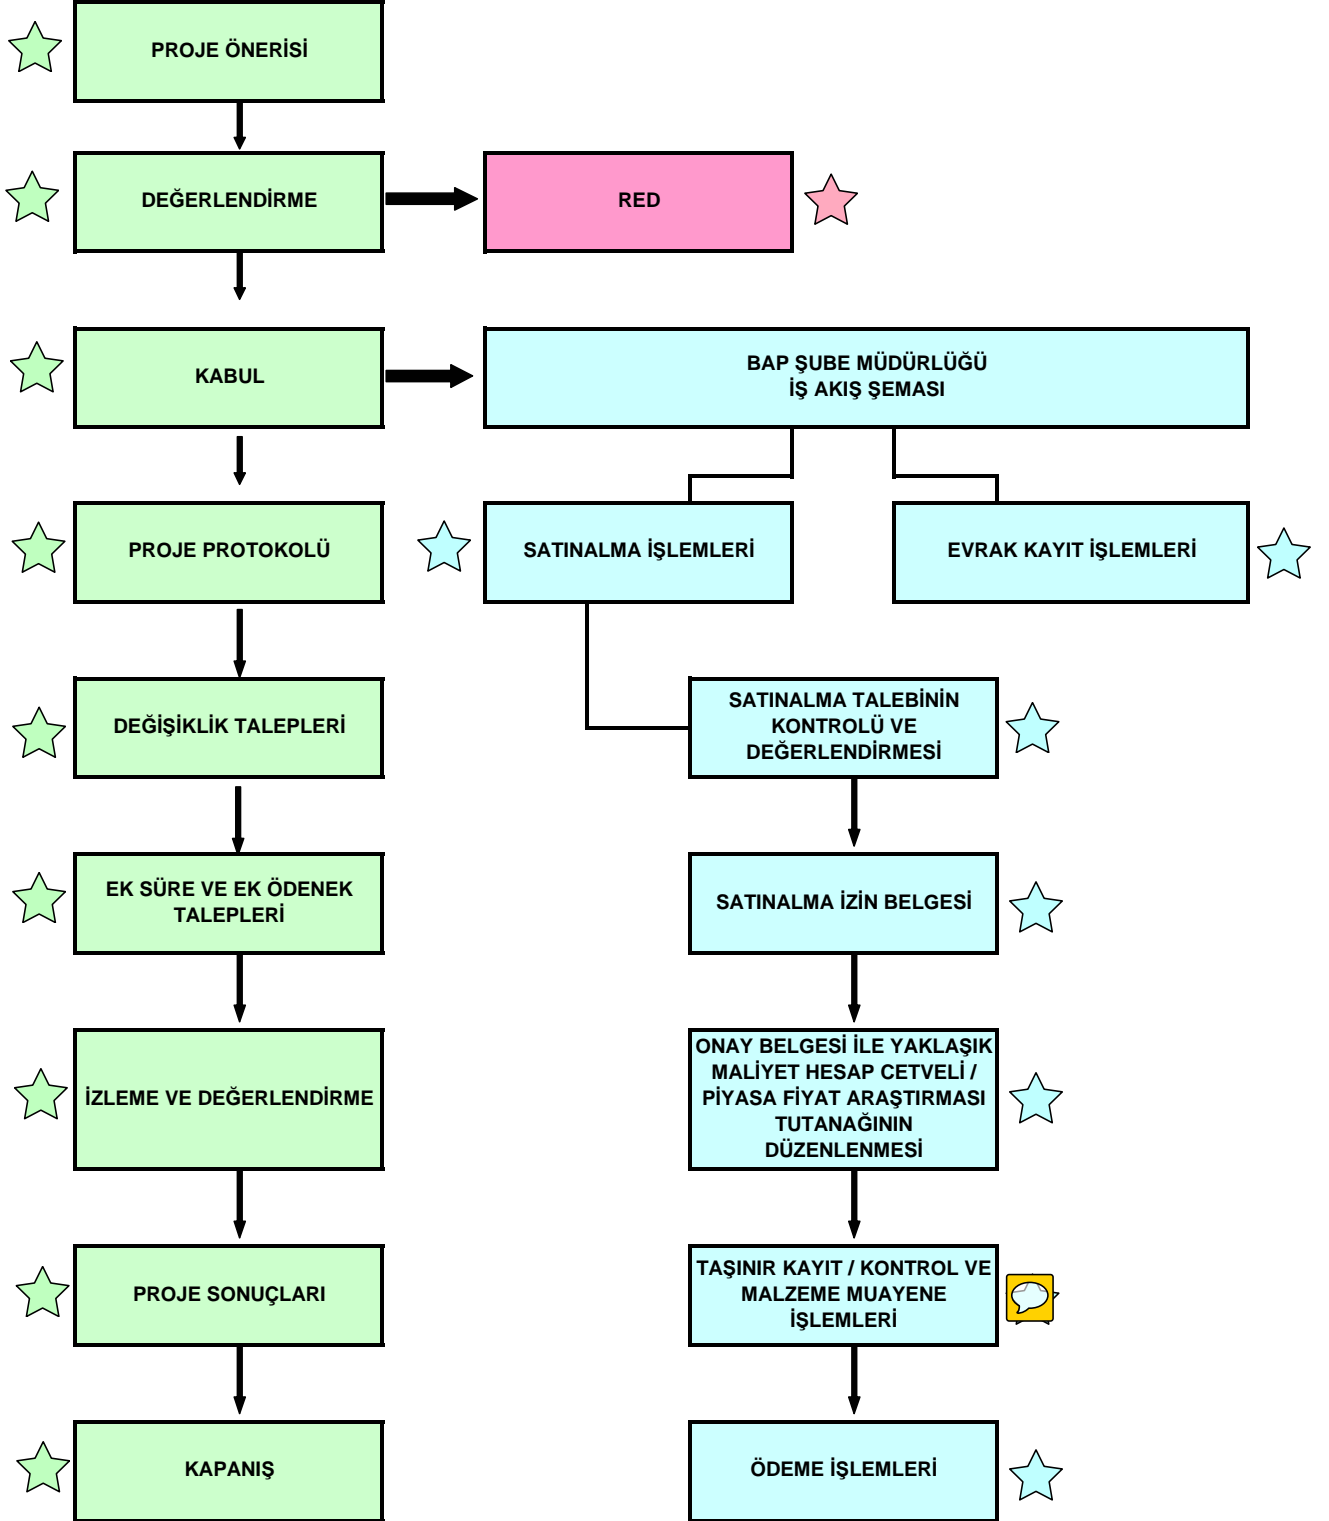 PROJE ÖNERİSİ
DEĞERLENDİRME
RED
KABUL
BAP ŞUBE MÜDÜRLÜĞÜ
İŞ AKIŞ ŞEMASI
PROJE PROTOKOLÜ
SATINALMA İŞLEMLERİ
EVRAK KAYIT İŞLEMLERİ
DEĞİŞİKLİK TALEPLERİ
SATINALMA TALEBİNİN
KONTROLÜ VE
DEĞERLENDİRMESİ
EK SÜRE VE EK ÖDENEK
TALEPLERİ
SATINALMA İZİN BELGESİ
İZLEME VE DEĞERLENDİRME
ONAY BELGESİ İLE YAKLAŞIK
MALİYET HESAP CETVELİ /
PİYASA FİYAT ARAŞTIRMASI
TUTANAĞININ
DÜZENLENMESİ
PROJE SONUÇLARI
TAŞINIR KAYIT / KONTROL VE
MALZEME MUAYENE
İŞLEMLERİ
KAPANIŞ
ÖDEME İŞLEMLERİ